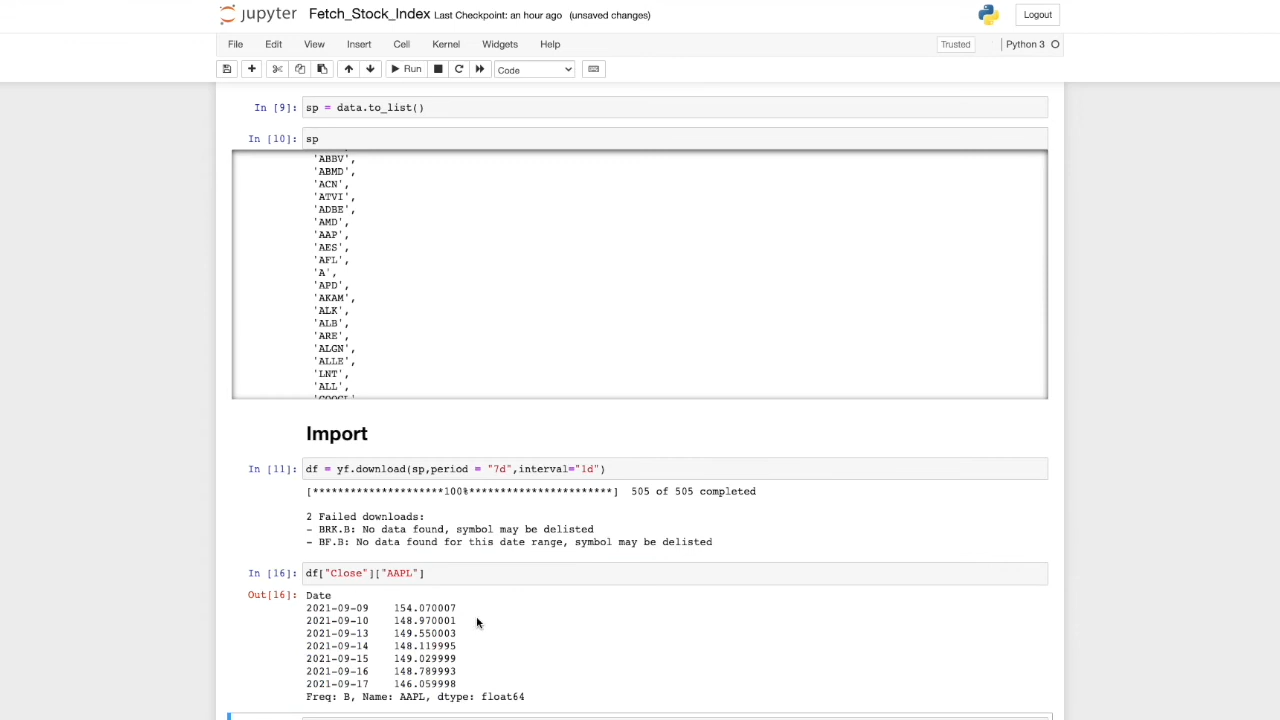 jupyter Fetch_Stock_Index Last Checkpoint: an hour ago (unsaved changes) Logout
File Edit View Insert Cell Kernel Widgets Help Trusted Python 3
Run Code
In [9]: sp = data.to_list()
In [10]: sp
'ABBV',
'ABMD',
'ACN',
'ATVI',
'ADBE',
'AMD',
'AAP',
'AES',
'AFL',
'A',
'APD',
'AKAM',
'ALK',
'ALB',
'ARE',
'ALGN',
'ALLE',
'LNT',
'ALL',
Import
In [11]: df = yf.download(sp,period = "7d",interval="1d")
[*********************100%***********************] 505 of 505 completed
2 Failed downloads:
- BRK.B: No data found, symbol may be delisted
- BF.B: No data found for this date range, symbol may be delisted
In [16]: df["Close"]["AAPL"]
Out[16]: Date
2021-09-09 154.070007
2021-09-10 148.970001
2021-09-13 149.550003
2021-09-14 148.119995
2021-09-15 149.029999
2021-09-16 148.789993
2021-09-17 146.059998
Freq: B, Name: AAPL, dtype: float64